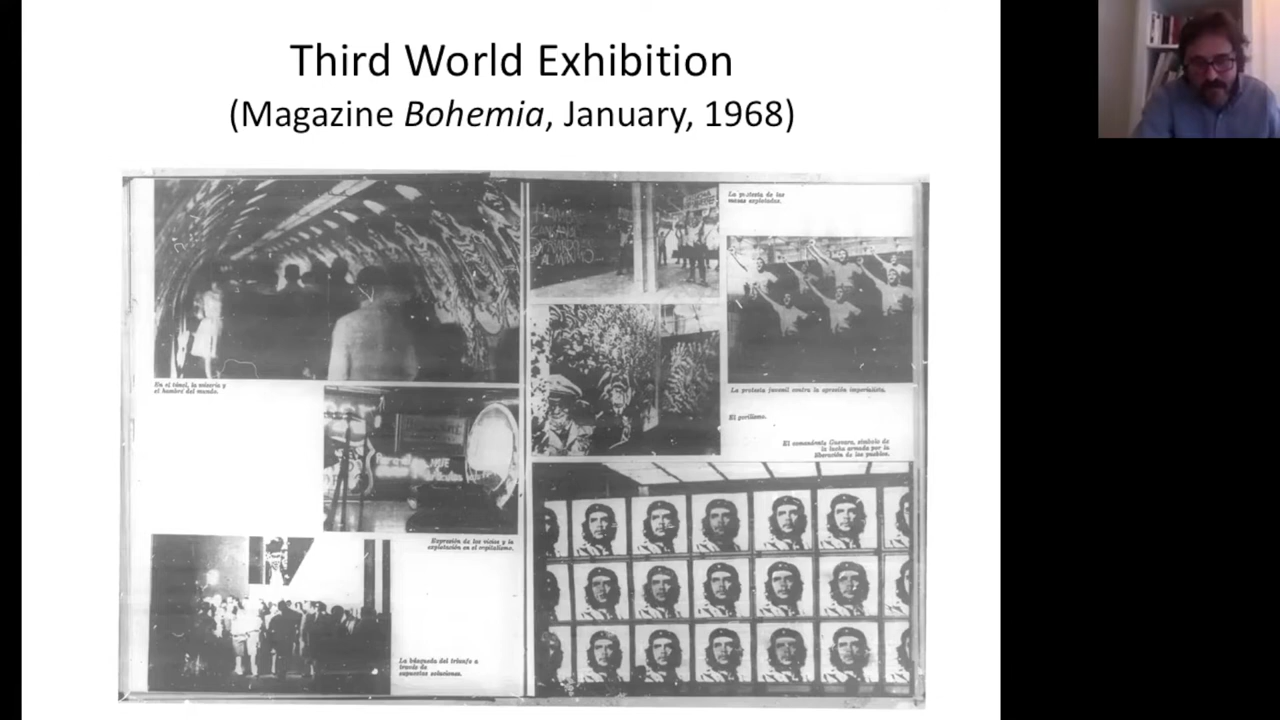 Third World Exhibition
(Magazine Bohemia, January, 1968)
La protesta de las
masas explotadas.
En el túnel, la miseria y
el hambre del mundo.
La protesta juvenil contra la agresión imperialista.
El gorilismo.
El comandante Guevara, símbolo de
la lucha armada por la
liberación de los pueblos.
Expresión de los vicios y la
explotación en el capitalismo.
La búsqueda del triunfo a
través de
supuestas soluciones.